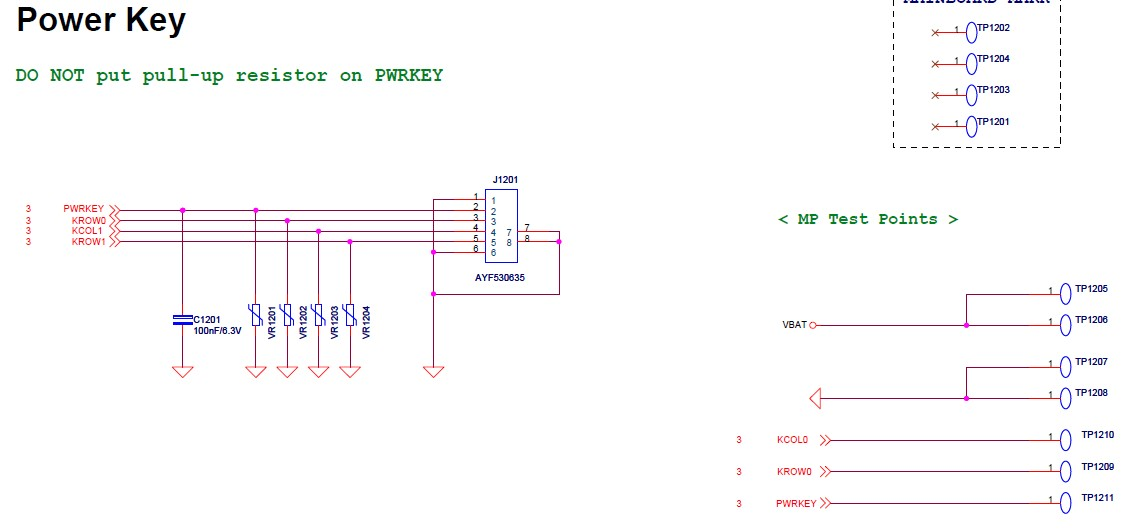 Power Key
DO NOT put pull-up resistor on PWRKEY
1 TP1202
1 TP1204
1 TP1203
1 TP1201
J1201
3 PWRKEY
3 KROW0
3 KCOL1
3 KROW1
1 1
2 2
3 3
4 4 7 7
5 5 8 8
6 6
AYF530635
C1201
100nF/6.3V
VR1201
VR1202
VR1203
VR1204
< MP Test Points >
1 TP1205
VBAT 1 TP1206
1 TP1207
1 TP1208
3 KCOL0 1 TP1210
3 KROW0 1 TP1209
3 PWRKEY 1 TP1211